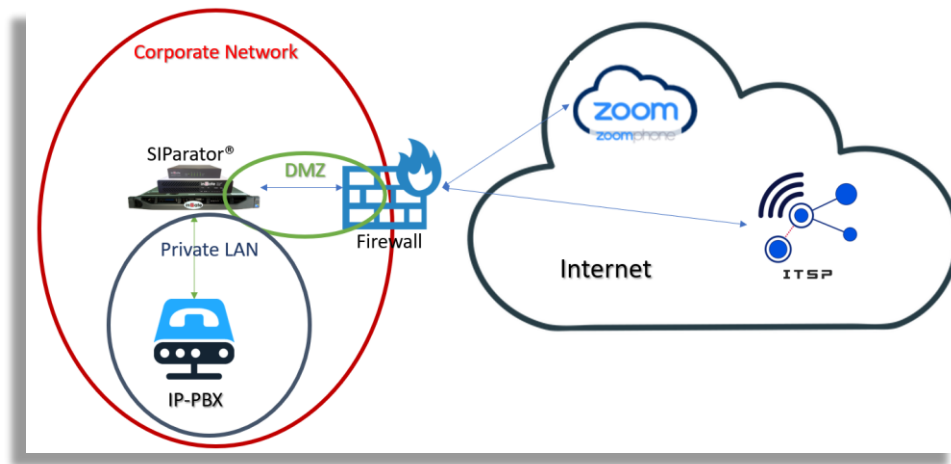 Corporate Network
zoom
zoomphone
SIParator®
DMZ
Firewall
Private LAN
Internet
ITSP
IP-PBX